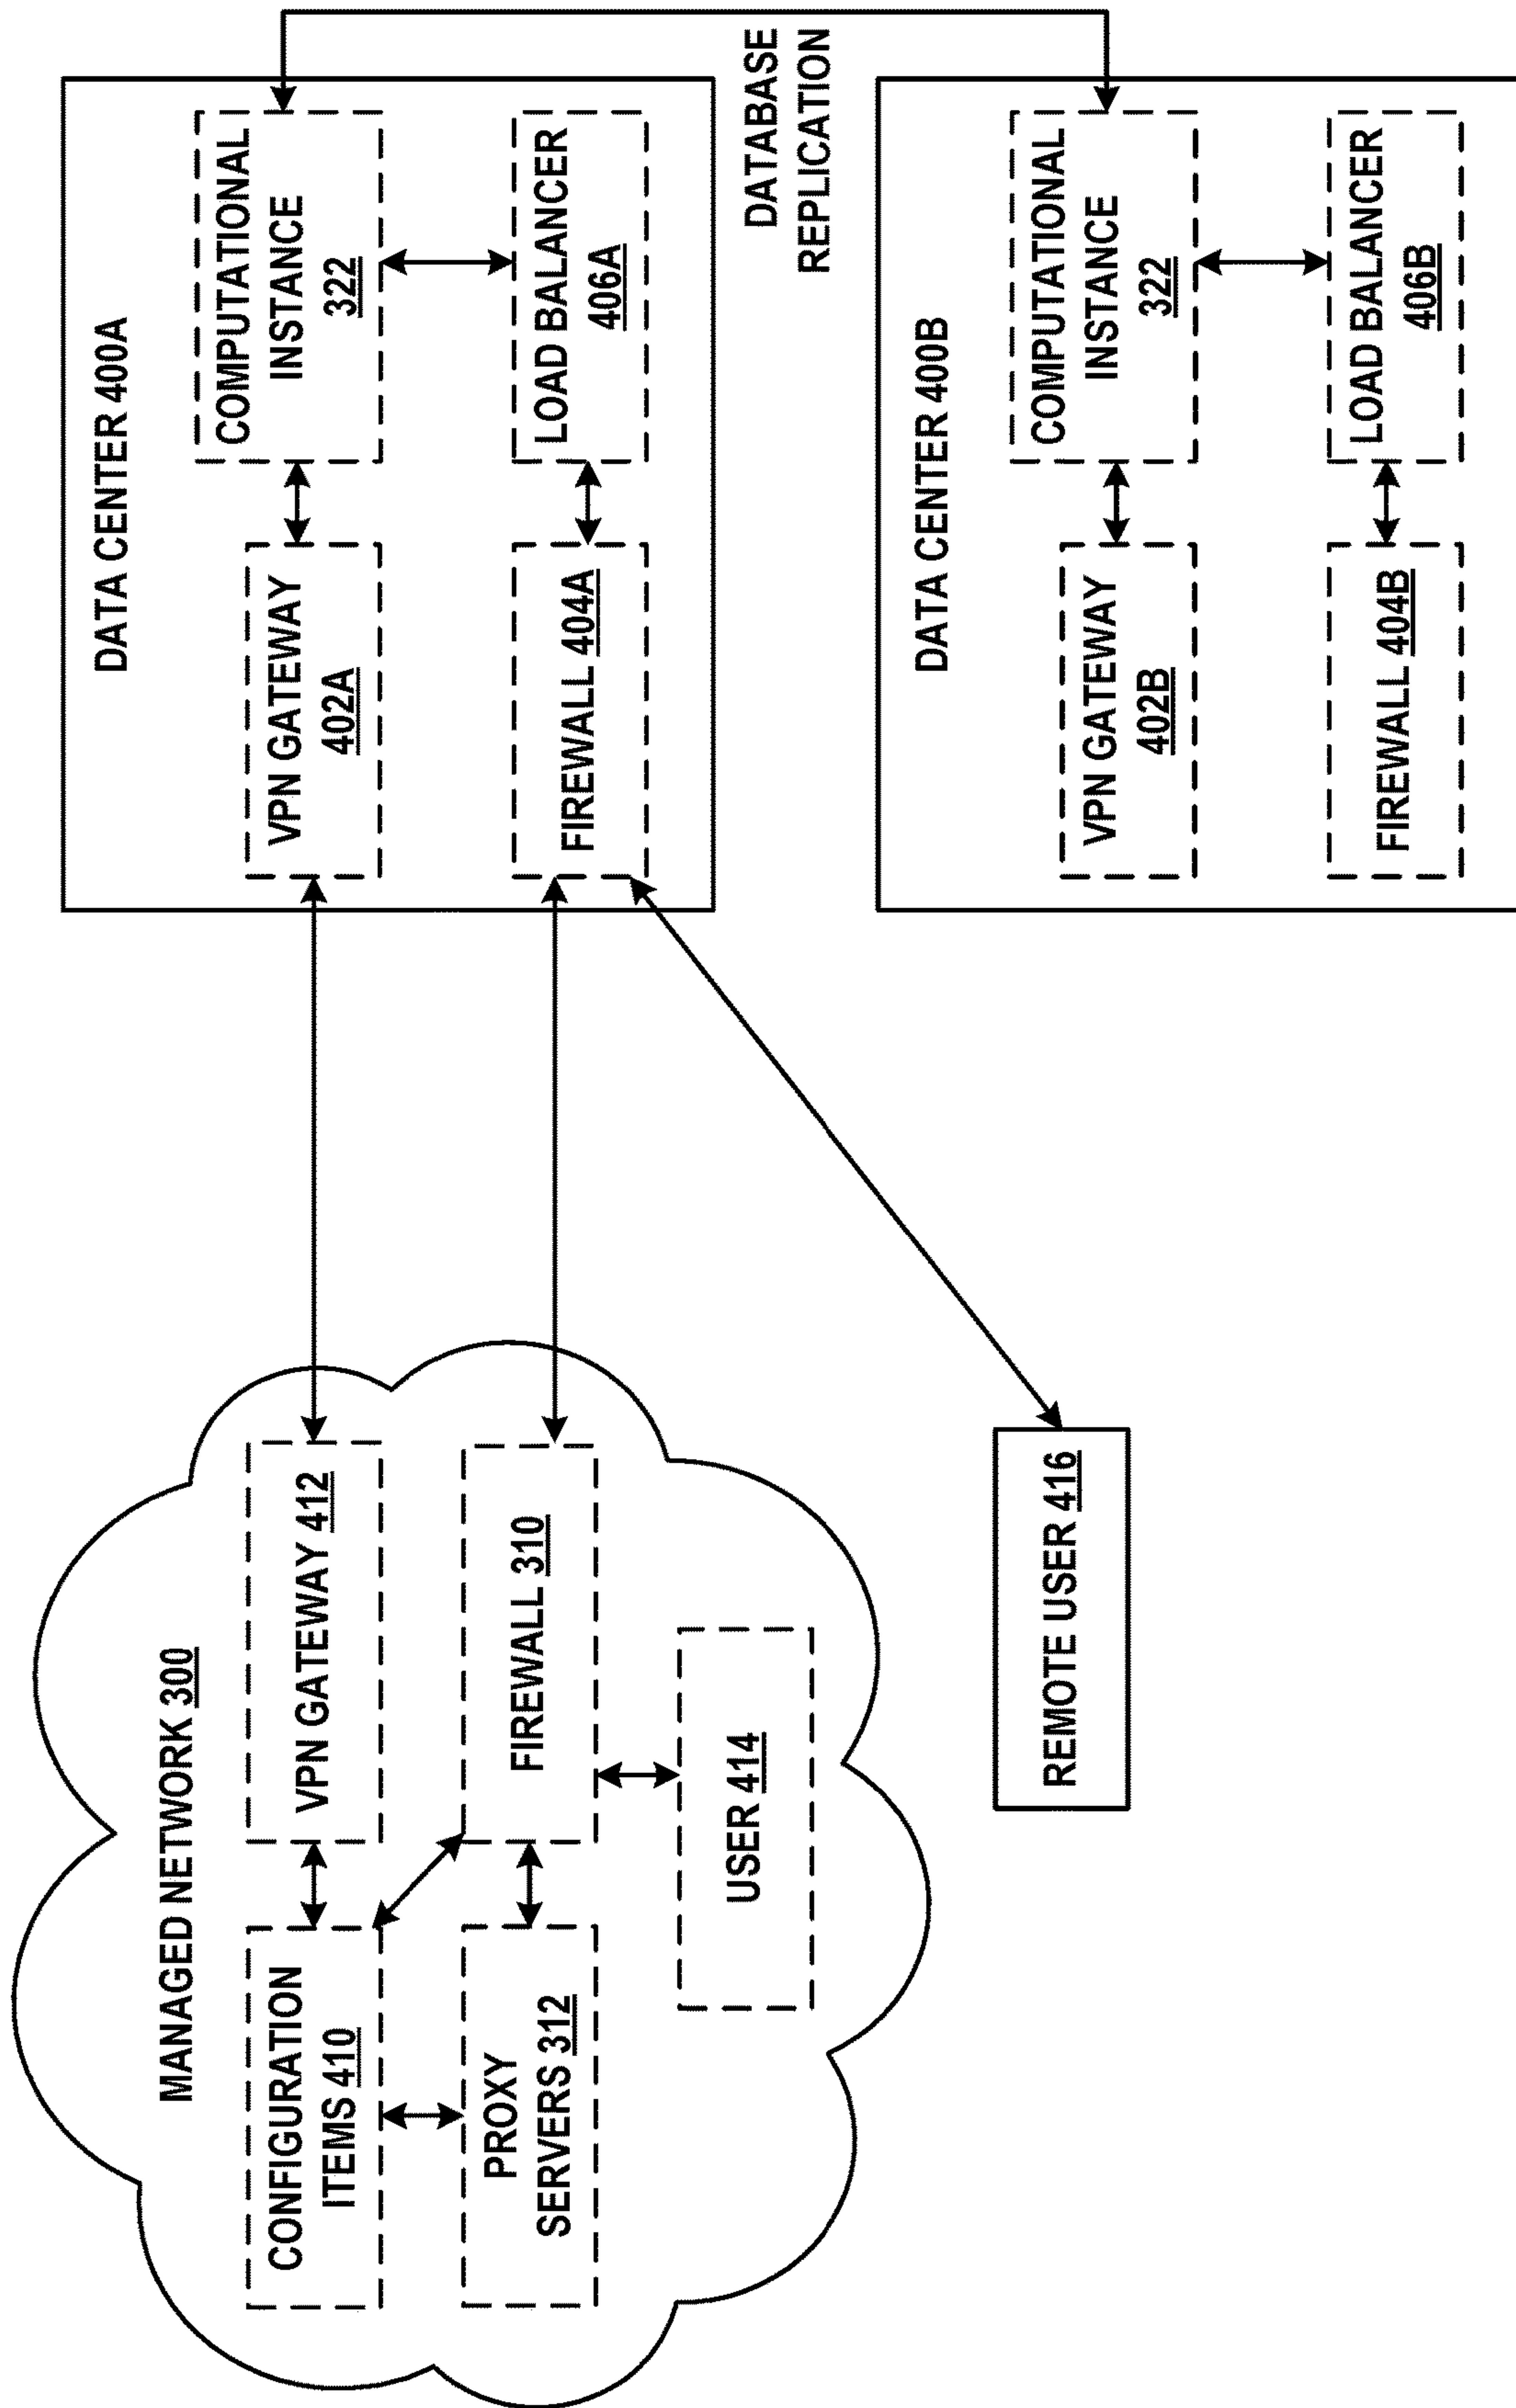 MANAGED NETWORK 300
CONFIGURATION
ITEMS 410
VPN GATEWAY 412
PROXY
SERVERS 312
FIREWALL 310
USER 414
REMOTE USER 416
DATA CENTER 400A
VPN GATEWAY
402A
COMPUTATIONAL
INSTANCE
322
FIREWALL 404A
LOAD BALANCER
406A
DATABASE
REPLICATION
DATA CENTER 400B
VPN GATEWAY
402B
COMPUTATIONAL
INSTANCE
322
FIREWALL 404B
LOAD BALANCER
406B